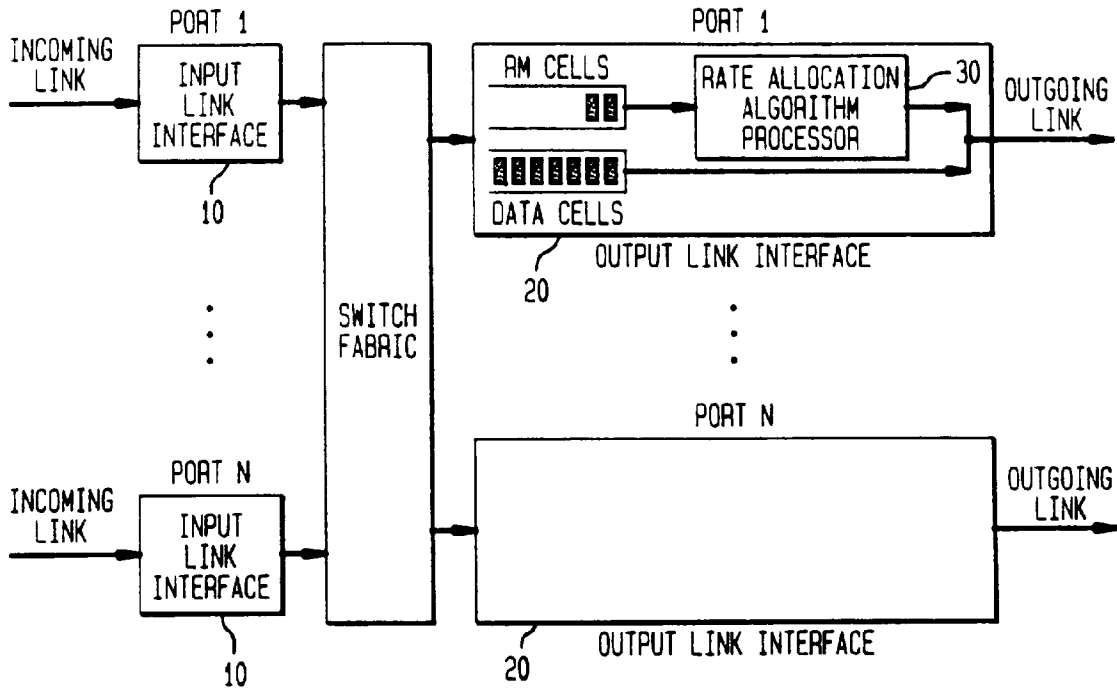 PORT 1
INCOMING
LINK
INPUT
LINK
INTERFACE
10
SWITCH
FABRIC
PORT 1
RM CELLS
RATE ALLOCATION
ALGORITHM
PROCESSOR
30
DATA CELLS
20
OUTPUT LINK INTERFACE
OUTGOING
LINK
PORT N
INCOMING
LINK
INPUT
LINK
INTERFACE
10
PORT N
20
OUTPUT LINK INTERFACE
OUTGOING
LINK